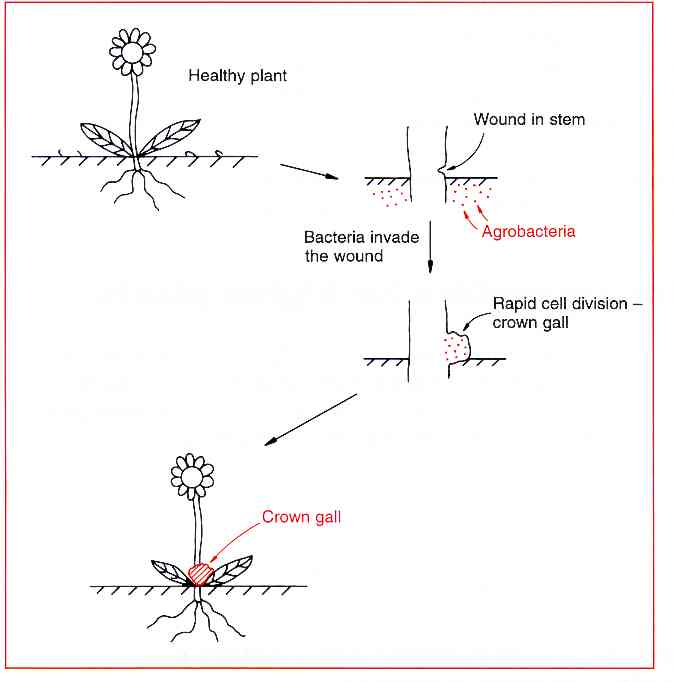 Healthy plant
Wound in stem
Agrobacteria
Bacteria invade
the wound
Rapid cell division –
crown gall
Crown gall